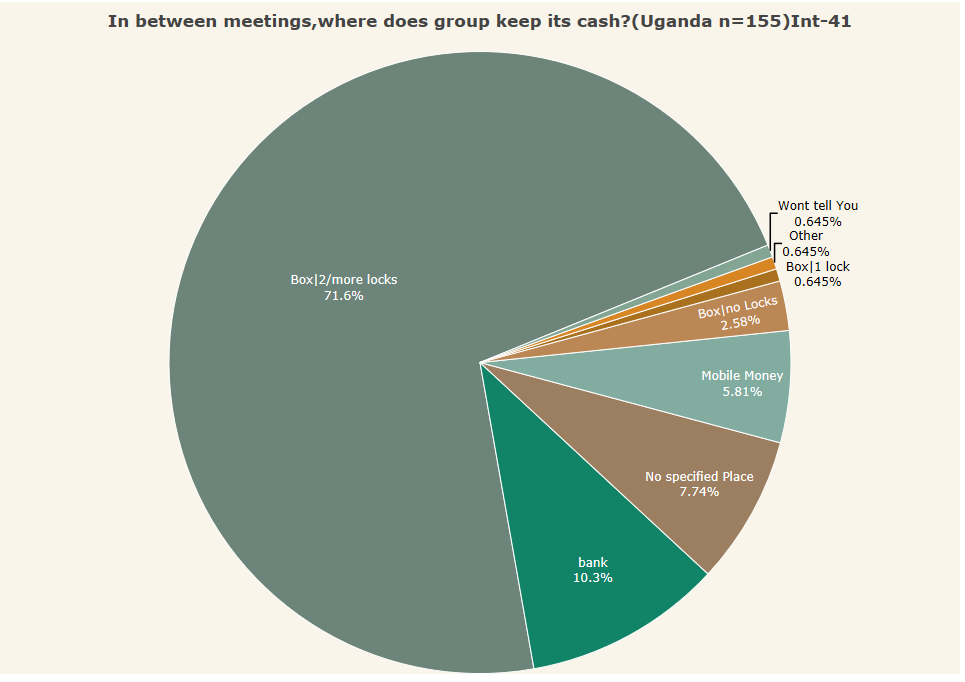 In between meetings,where does group keep its cash?(Uganda n=155)Int-41
Wont tell You
0.645%
Other
0.645%
Box|1 lock
0.645%
Box|2/more locks
71.6%
Box|no Locks
2.58%
Mobile Money
5.81%
No specified Place
7.74%
bank
10.3%